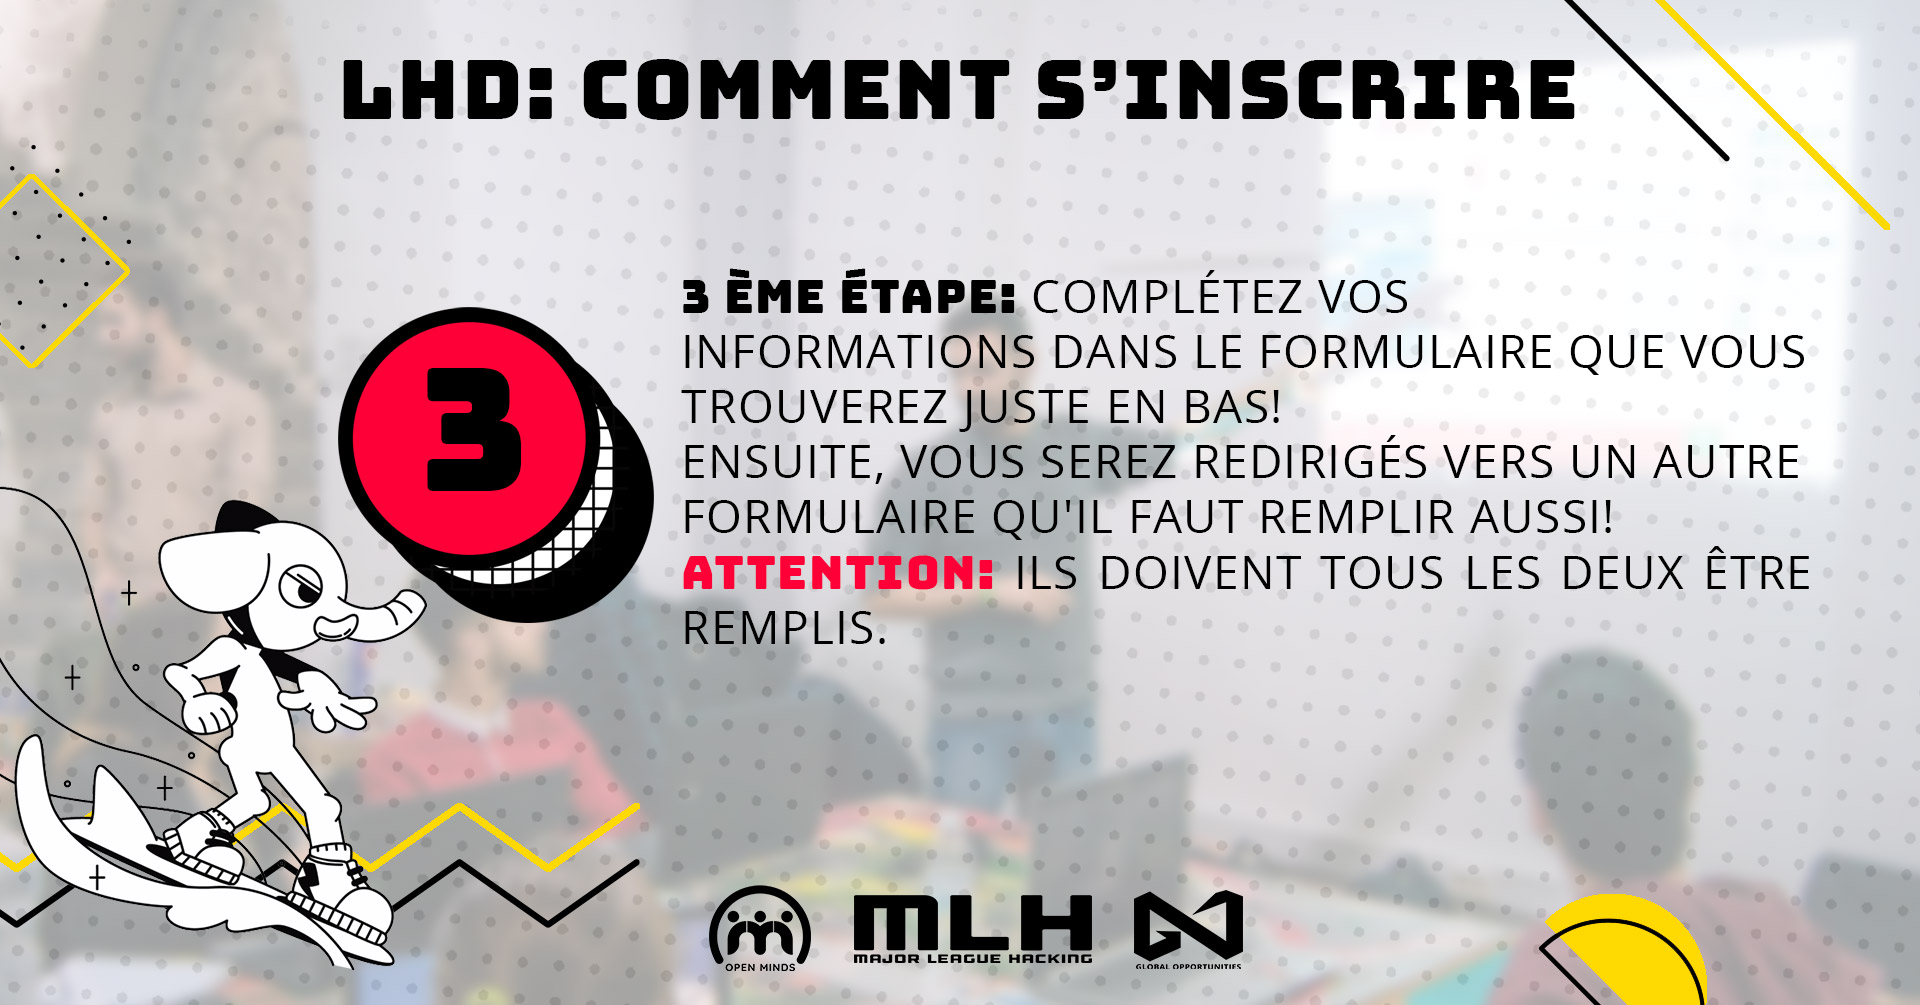 LHD: COMMENT S'INSCRIRE
3 ÈME ÉTAPE: COMPLÉTEZ VOS
INFORMATIONS DANS LE FORMULAIRE QUE VOUS
TROUVEREZ JUSTE EN BAS!
ENSUITE, VOUS SEREZ REDIRIGÉS VERS UN AUTRE
FORMULAIRE QU'IL FAUT REMPLIR AUSSI!
ATTENTION: ILS DOIVENT TOUS LES DEUX ÊTRE
REMPLIS.
3
OPEN MINDS
MLH
MAJOR LEAGUE HACKING
GLOBAL OPPORTUNITIES